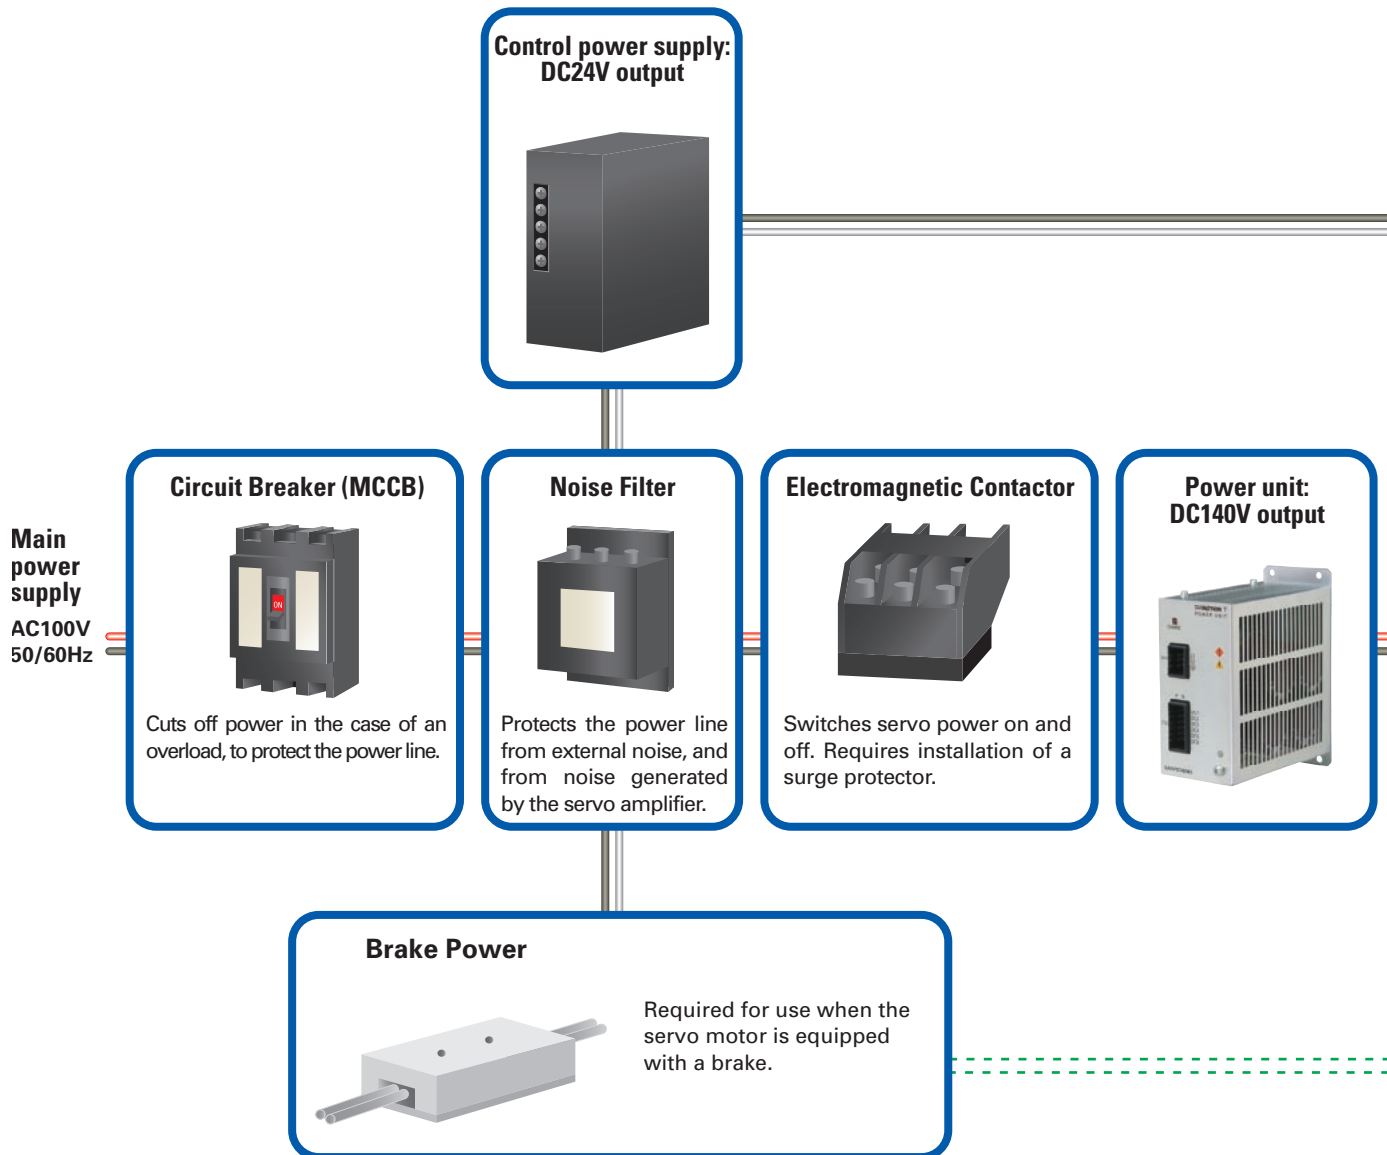 Control power supply:
DC24V output
Circuit Breaker (MCCB)
Noise Filter
Electromagnetic Contactor
Power unit:
DC140V output
Main
power
supply
AC100V
50/60Hz
ON
Cuts off power in the case of an
overload, to protect the power line.
Protects the power line
from external noise, and
from noise generated
by the servo amplifier.
Switches servo power on and
off. Requires installation of a
surge protector.
POWER UNIT
Brake Power
Required for use when the
servo motor is equipped
with a brake.